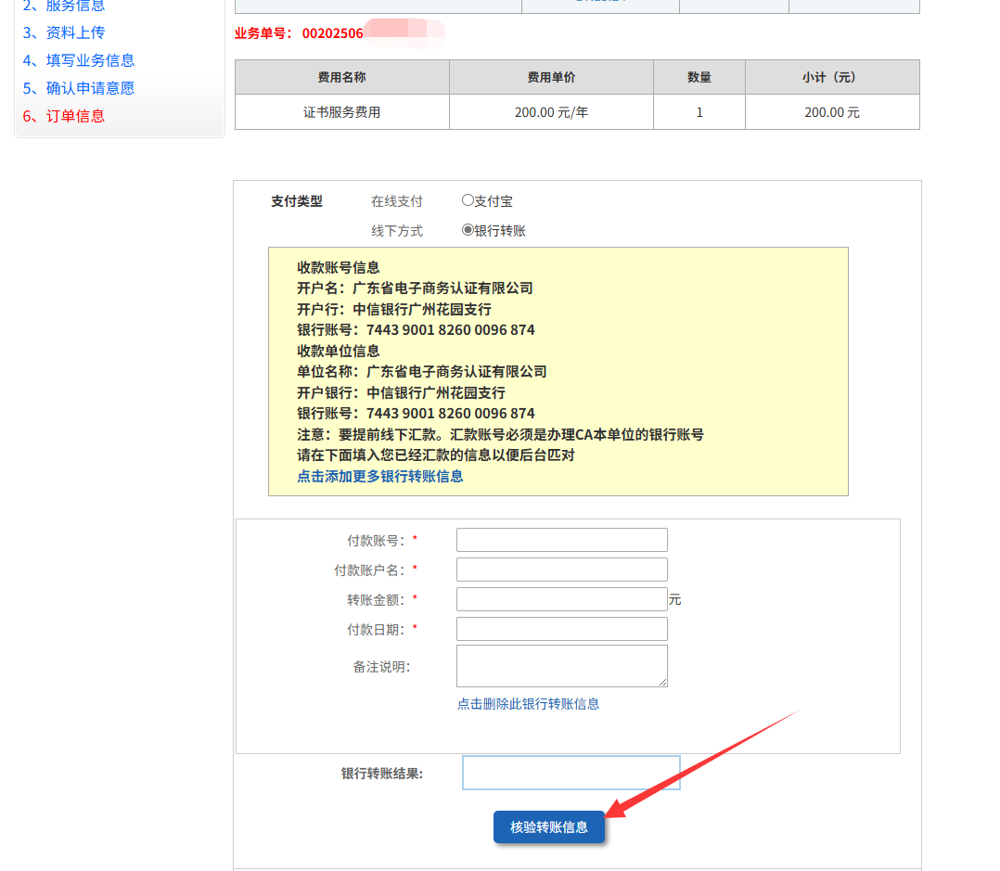 2、服务信息
3、资料上传
4、填写业务信息
5、确认申请意愿
6、订单信息
业务单号： 00202506
费用名称 费用单价 数量 小计（元）
证书服务费用 200.00 元/年 1 200.00 元
支付类型 在线支付 支付宝
线下方式 银行转账
收款账号信息
开户名：广东省电子商务认证有限公司
开户行：中信银行广州花园支行
银行账号：7443 9001 8260 0096 874
收款单位信息
单位名称：广东省电子商务认证有限公司
开户银行：中信银行广州花园支行
银行账号：7443 9001 8260 0096 874
注意：要提前线下汇款。汇款账号必须是办理CA本单位的银行账号
请在下面填入您已经汇款的信息以便后台匹对
点击添加更多银行转账信息
付款账号：*
付款账户名：*
转账金额：* 元
付款日期：*
备注说明：
点击删除此银行转账信息
银行转账结果:
核验转账信息